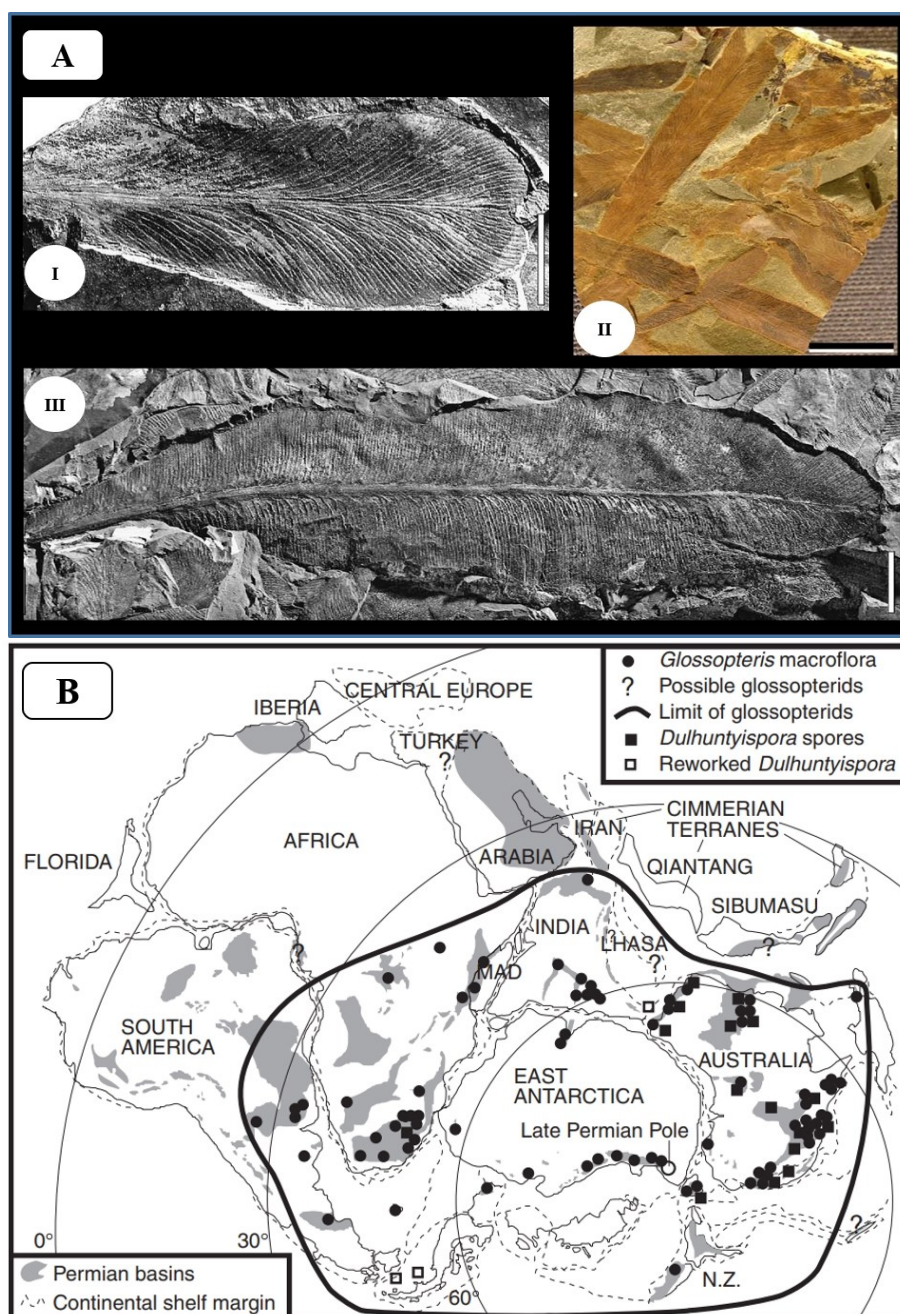 A
I
II
III
B
Glossopteris macroflora
? Possible glossopterids
Limit of glossopterids
Dulhuntyispora spores
Reworked Dulhuntyispora
CENTRAL EUROPE
IBERIA
TURKEY
?
CIMMERIAN
TERRANES
IRAN
AFRICA
FLORIDA
ARABIA
QIANTANG
SIBUMASU
?
INDIA
LHASA
?
?
?
MAD
SOUTH
AMERICA
AUSTRALIA
EAST
ANTARCTICA
Late Permian Pole
?
0°
30°
60°
N.Z.
Permian basins
Continental shelf margin